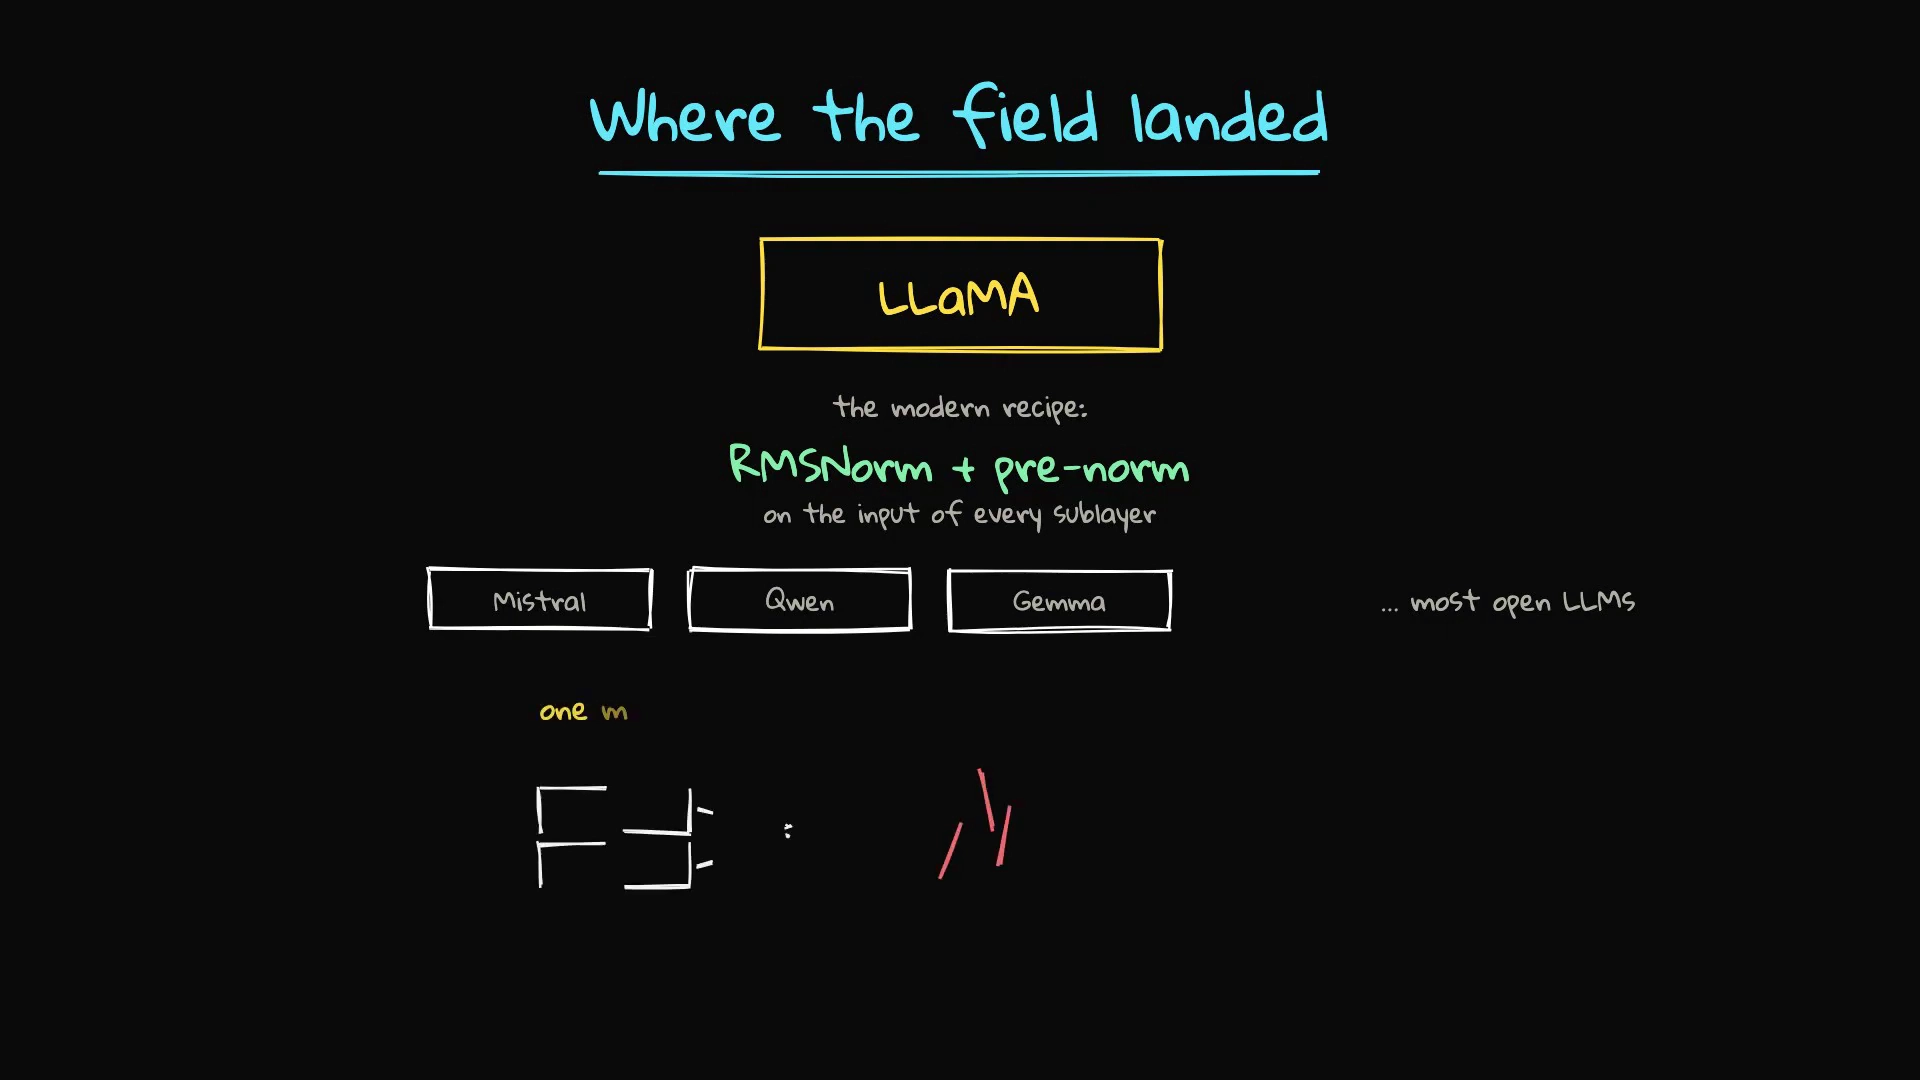 Where the field landed
LLaMA
the modern recipe:
RMSNorm + pre-norm
on the input of every sublayer
Mistral
Qwen
Gemma
... most open LLMs
one m